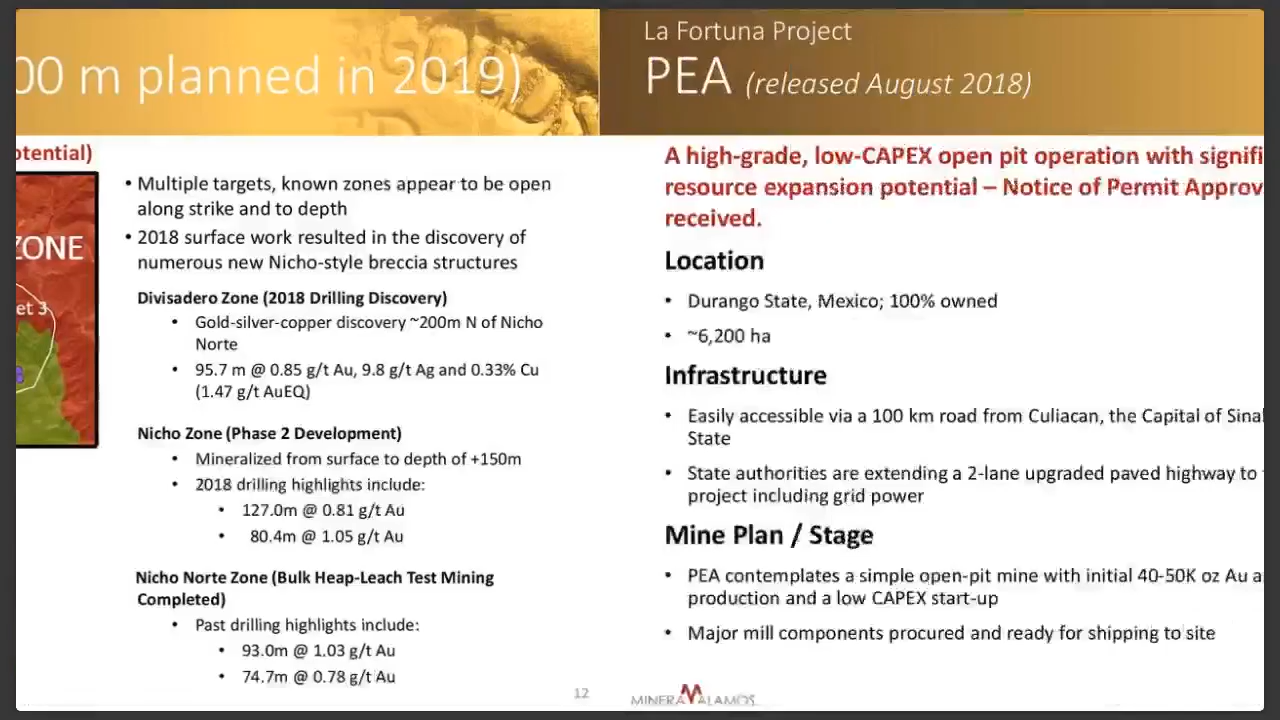 00 m planned in 2019)
otential)
ZONE
et 3
• Multiple targets, known zones appear to be open
along strike and to depth
• 2018 surface work resulted in the discovery of
numerous new Nicho-style breccia structures
Divisadero Zone (2018 Drilling Discovery)
• Gold-silver-copper discovery ~200m N of Nicho
Norte
• 95.7 m @ 0.85 g/t Au, 9.8 g/t Ag and 0.33% Cu
(1.47 g/t AuEQ)
Nicho Zone (Phase 2 Development)
• Mineralized from surface to depth of +150m
• 2018 drilling highlights include:
• 127.0m @ 0.81 g/t Au
• 80.4m @ 1.05 g/t Au
Nicho Norte Zone (Bulk Heap-Leach Test Mining
Completed)
• Past drilling highlights include:
• 93.0m @ 1.03 g/t Au
• 74.7m @ 0.78 g/t Au
12
La Fortuna Project
PEA (released August 2018)
A high-grade, low-CAPEX open pit operation with signifi
resource expansion potential – Notice of Permit Approv
received.
Location
• Durango State, Mexico; 100% owned
• ~6,200 ha
Infrastructure
• Easily accessible via a 100 km road from Culiacan, the Capital of Sinal
State
• State authorities are extending a 2-lane upgraded paved highway to
project including grid power
Mine Plan / Stage
• PEA contemplates a simple open-pit mine with initial 40-50K oz Au a
production and a low CAPEX start-up
• Major mill components procured and ready for shipping to site
MINERA ALAMOS